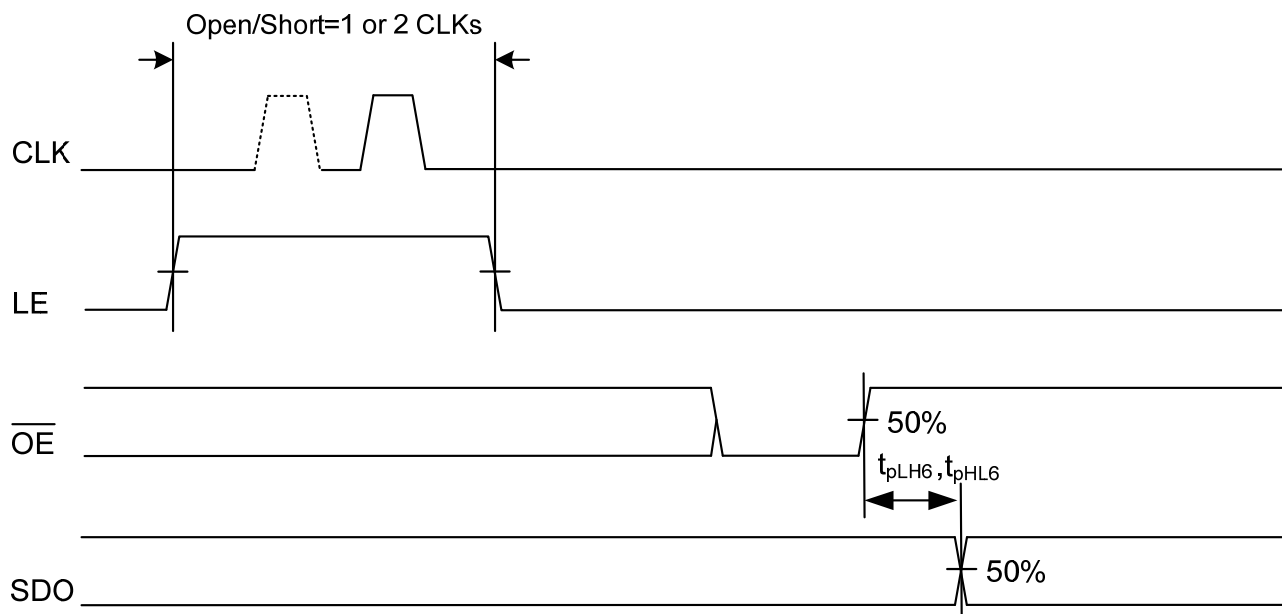 Open/Short=1 or 2 CLKs
CLK
LE
OE
50%
tpLH6,tpHL6
SDO
50%